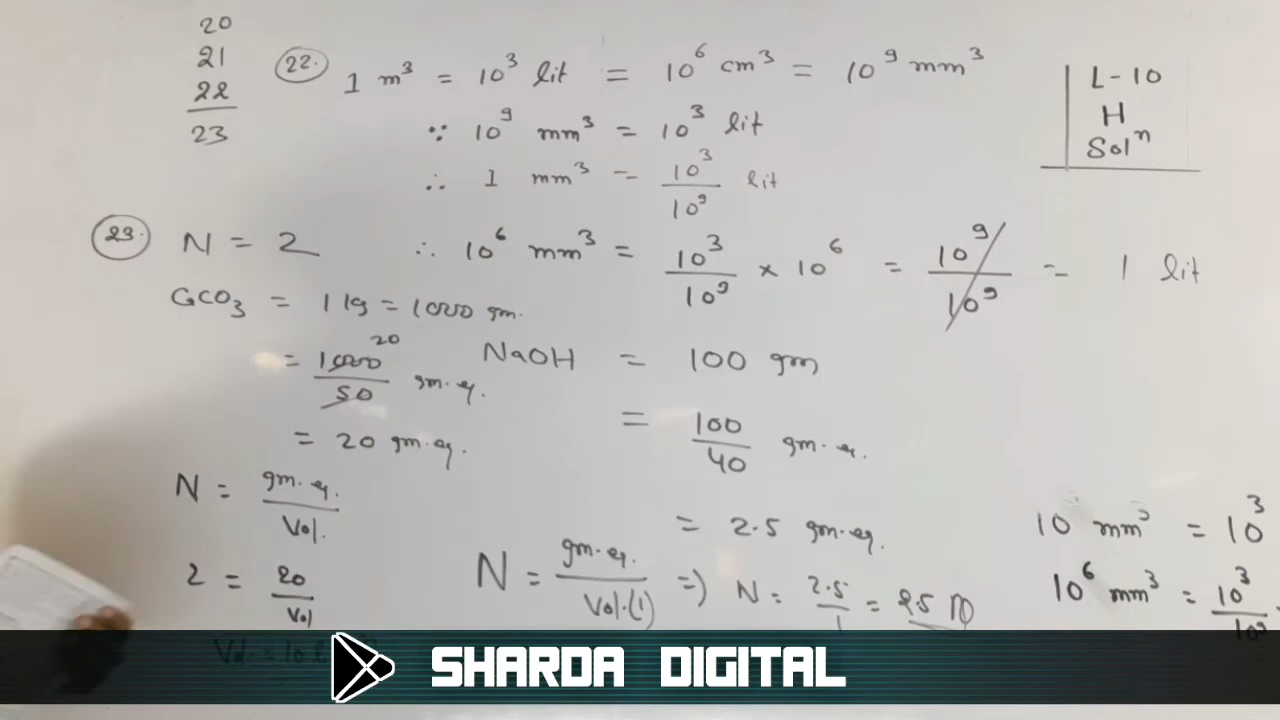 20
21
22
23
22. 1 m³ = 10³ lit = 10⁶ cm³ = 10⁹ mm³
∵ 10⁹ mm³ = 10³ lit
∴ 1 mm³ = 10³/10⁹ lit
∴ 10⁶ mm³ = 10³/10⁹ × 10⁶ = 10⁹/10⁹ = 1 lit
L-10
H
Solⁿ
NaOH = 100 gm
= 100/40 gm.eq.
= 2.5 gm.eq.
N = gm.eq./Vol.(1) ⇒ N = 2.5/1 = 2.5 N
23. N = 2
CaCO3 = 1 kg = 1000 gm.
= 1000/50 gm.eq. 20
= 20 gm.eq.
N = gm.eq./Vol.
2 = 20/Vol
Vol = 10
10 mm³ = 10³
10⁶ mm³ = 10³/10⁹
SHARDA DIGITAL